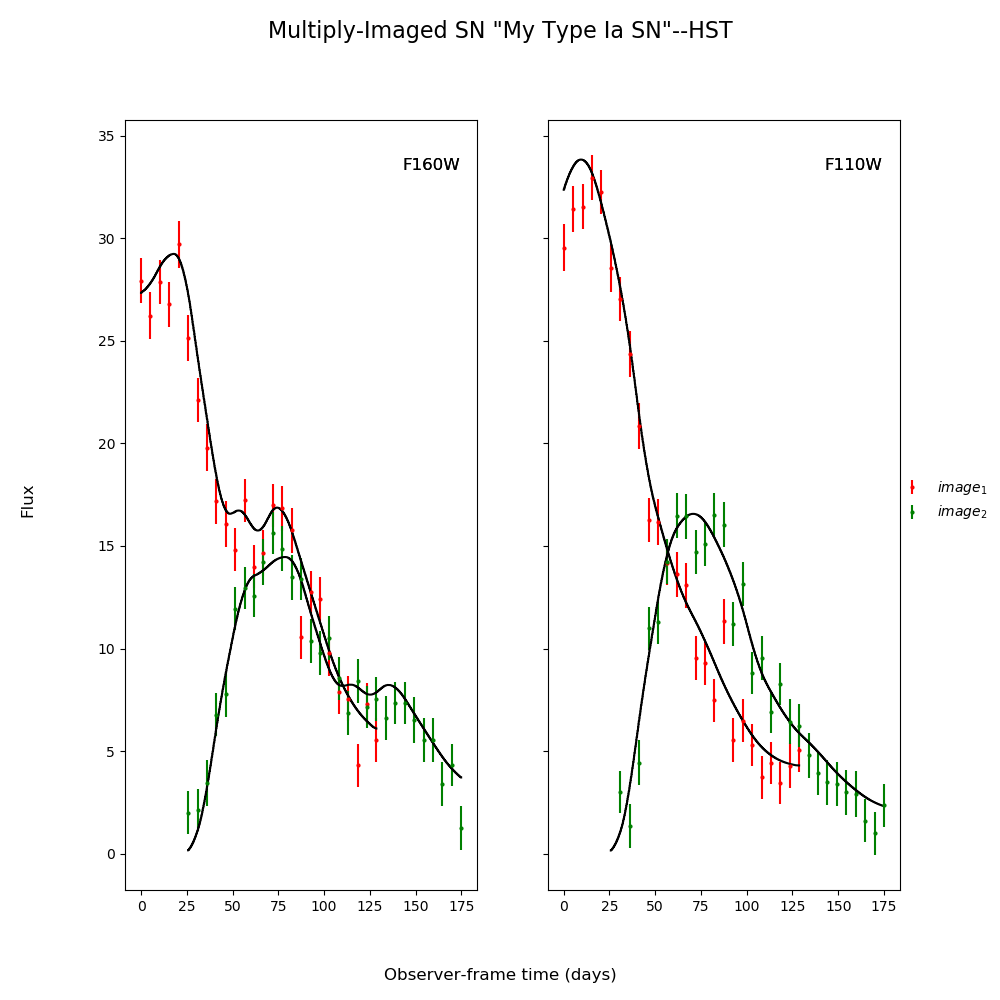 Multiply-Imaged SN "My Type Ia SN"--HST
F160W
F110W
35
30
25
20
15
10
5
0
Flux
image1
image2
0 25 50 75 100 125 150 175
0 25 50 75 100 125 150 175
Observer-frame time (days)